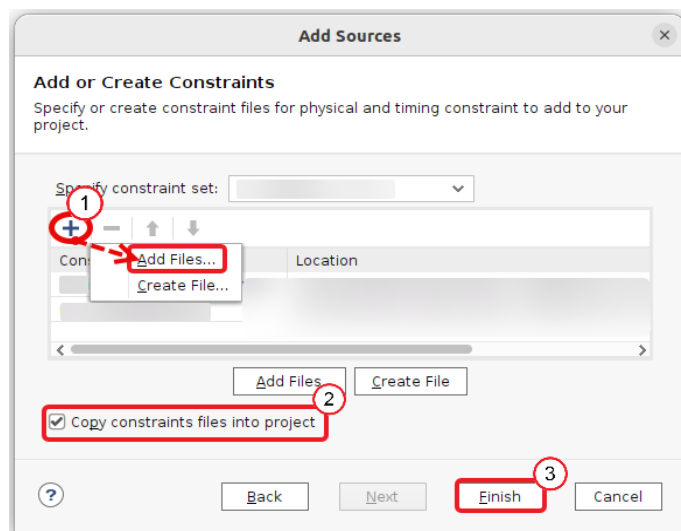 Add Sources
Add or Create Constraints
Specify or create constraint files for physical and timing constraint to add to your
project.
Specify constraint set:
1
Add Files...
Location
Create File...
Add Files
Create File
2
Copy constraints files into project
3
?
Back
Next
Finish
Cancel